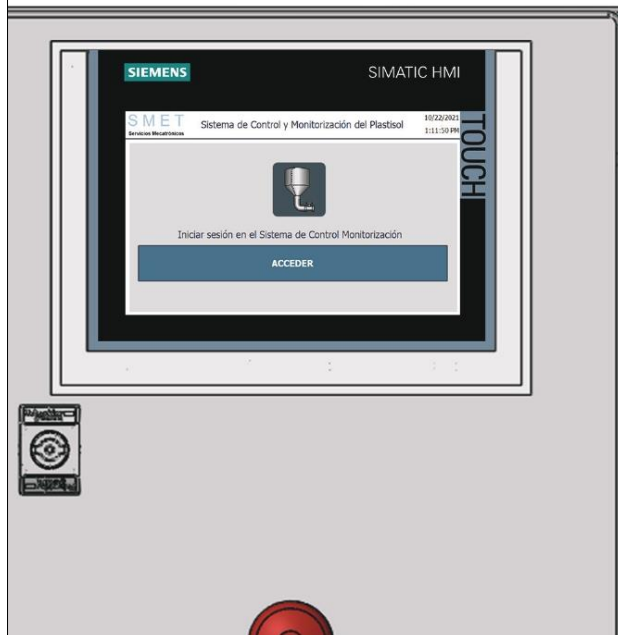 SIEMENS
SIMATIC HMI
SMET
Servicios Mecatrónicos
Sistema de Control y Monitorización del Plastisol
10/22/2021
1:11:50 PM
TOUCH
Iniciar sesión en el Sistema de Control Monitorización
ACCEDER